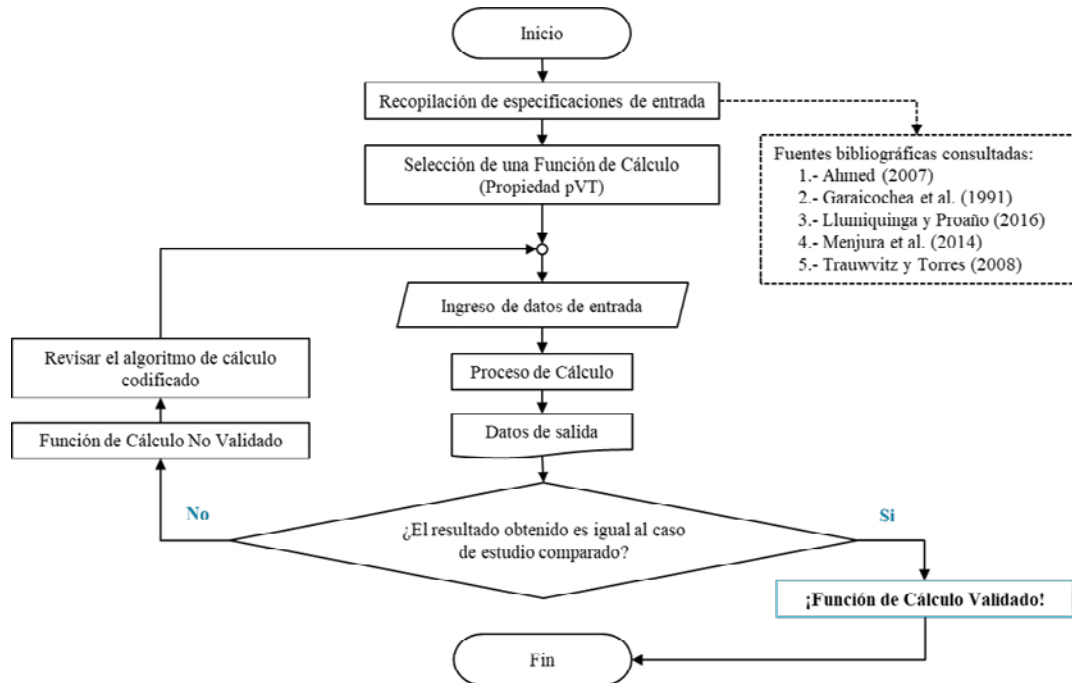 Inicio
Recopilación de especificaciones de entrada
Selección de una Función de Cálculo
(Propiedad pVT)
Fuentes bibliográficas consultadas:
1.- Ahmed (2007)
2.- Garaicochea et al. (1991)
3.- Llumiquinga y Proaño (2016)
4.- Menjura et al. (2014)
5.- Trauwvitz y Torres (2008)
Ingreso de datos de entrada
Revisar el algoritmo de cálculo
codificado
Proceso de Cálculo
Función de Cálculo No Validado
Datos de salida
No
Si
¿El resultado obtenido es igual al caso
de estudio comparado?
¡Función de Cálculo Validado!
Fin